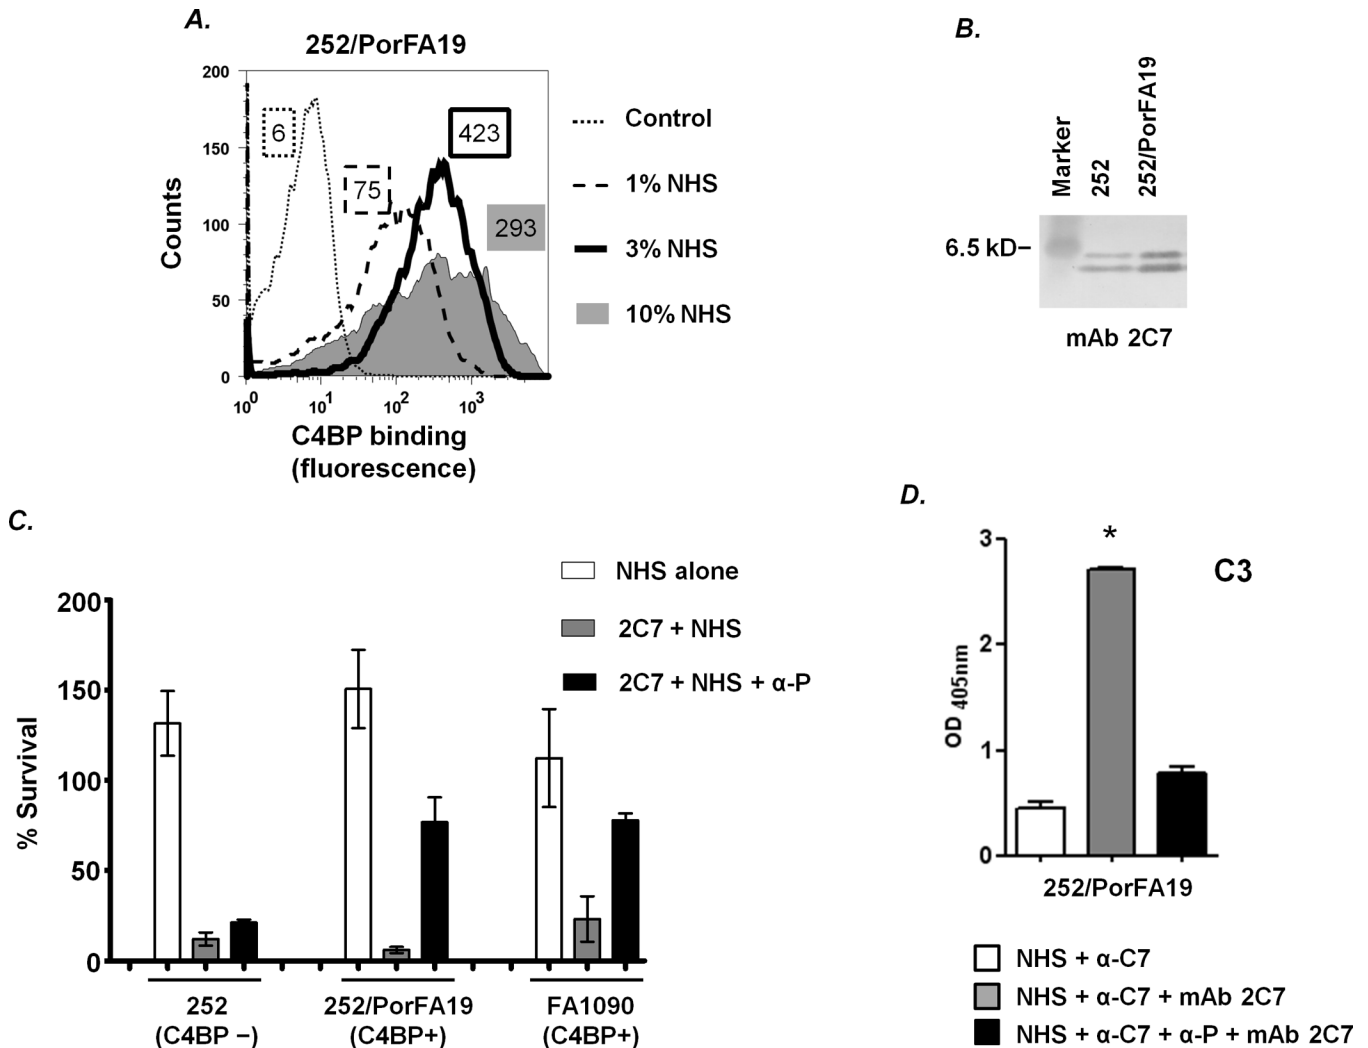 A.
252/PorFA19
200
150
100
50
0
Counts
6
75
423
293
10⁰ 10¹ 10² 10³
C4BP binding
(fluorescence)
Control
1% NHS
3% NHS
10% NHS
B.
Marker
252
252/PorFA19
6.5 kD–
mAb 2C7
C.
NHS alone
2C7 + NHS
2C7 + NHS + α-P
% Survival
200
150
100
50
0
252
(C4BP –)
252/PorFA19
(C4BP+)
FA1090
(C4BP+)
D.
C3
*
OD 405nm
3
2
1
0
252/PorFA19
NHS + α-C7
NHS + α-C7 + mAb 2C7
NHS + α-C7 + α-P + mAb 2C7